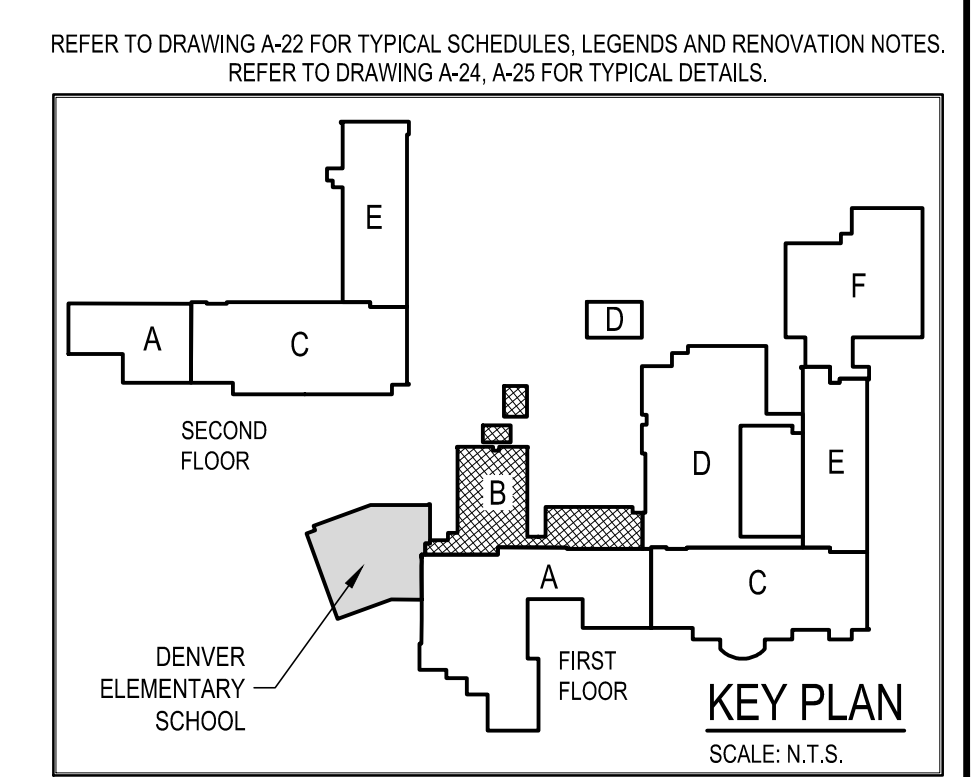 REFER TO DRAWING A-22 FOR TYPICAL SCHEDULES, LEGENDS AND RENOVATION NOTES.
REFER TO DRAWING A-24, A-25 FOR TYPICAL DETAILS.
E
A
C
SECOND
FLOOR
F
D
B
D
E
A
C
DENVER
ELEMENTARY
SCHOOL
FIRST
FLOOR
KEY PLAN
SCALE: N.T.S.